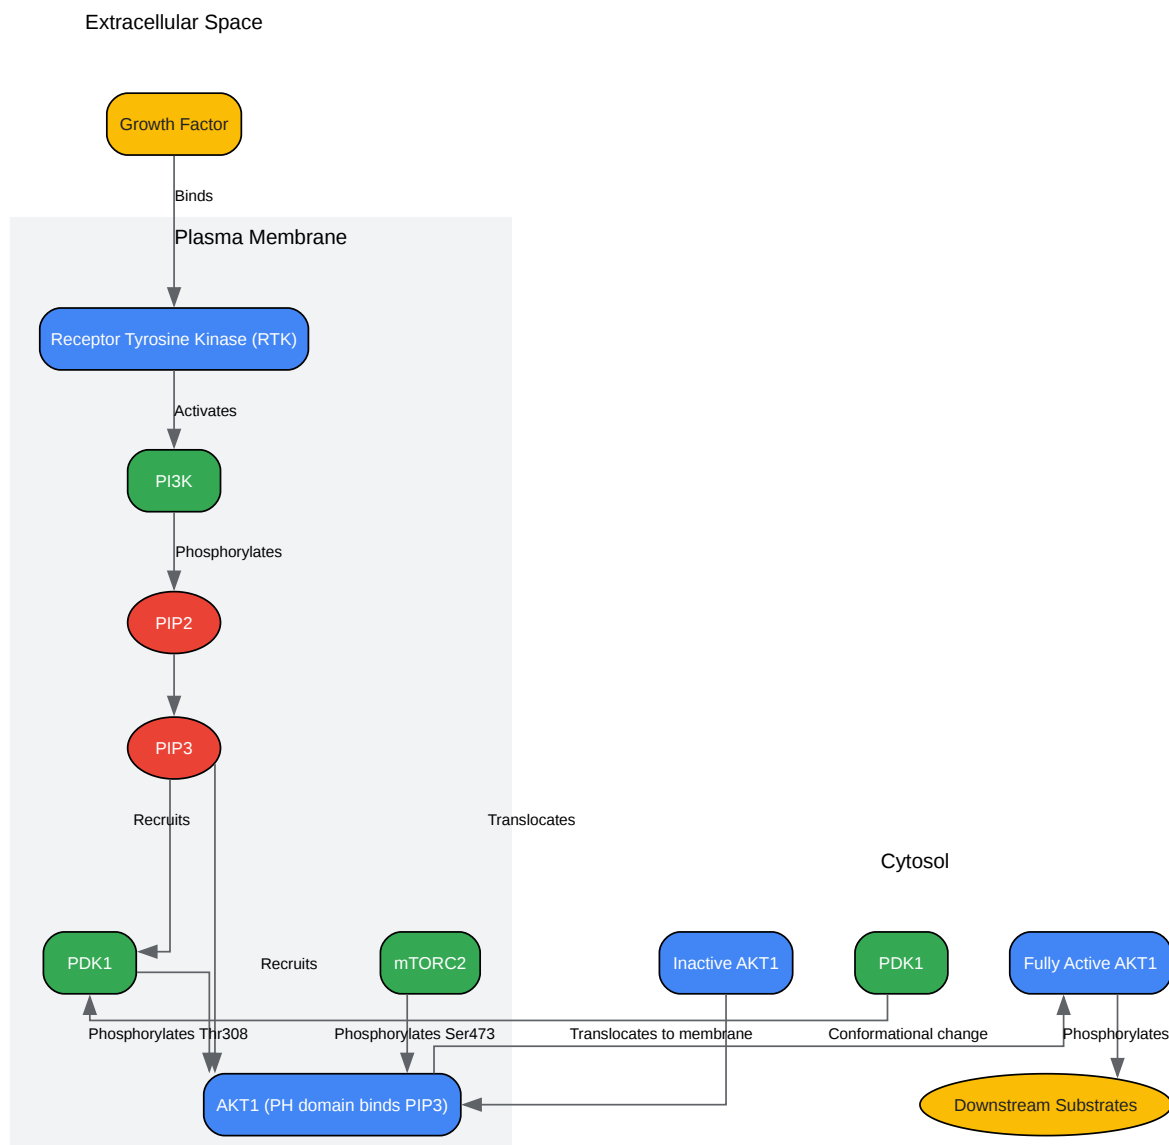 Extracellular Space
Growth Factor
Binds
Plasma Membrane
Receptor Tyrosine Kinase (RTK)
Activates
PI3K
Phosphorylates
PIP2
PIP3
Recruits
Translocates
Cytosol
PDK1
Recruits
mTORC2
Inactive AKT1
PDK1
Fully Active AKT1
Phosphorylates Thr308
Phosphorylates Ser473
Translocates to membrane
Conformational change
Phosphorylates
AKT1 (PH domain binds PIP3)
Downstream Substrates